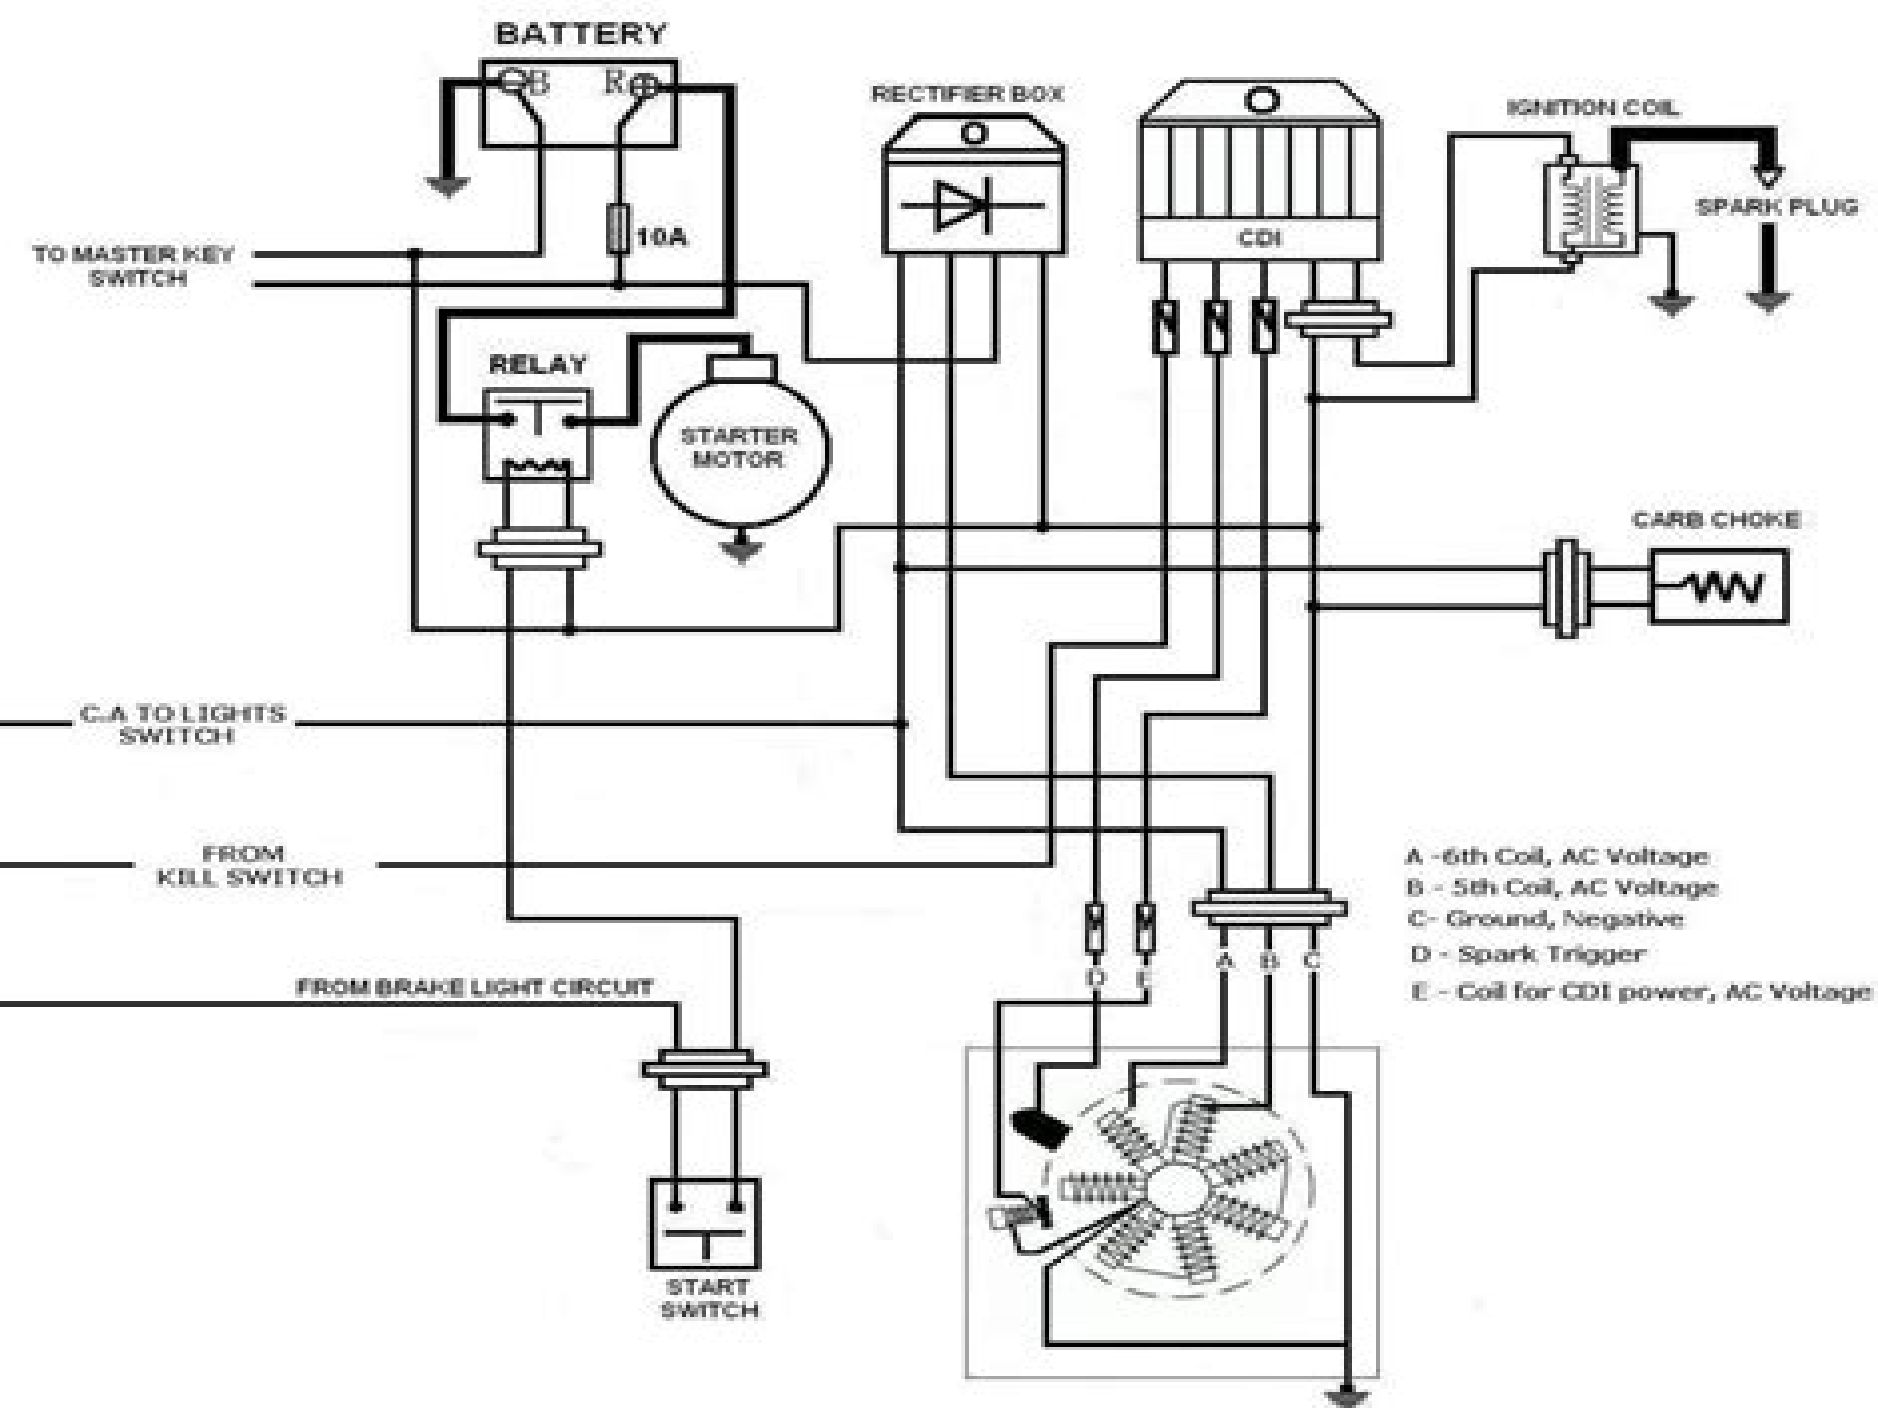 BATTERY
B
R
RECTIFIER BOX
IGNITION COIL
SPARK PLUG
CDI
10A
TO MASTER KEY
SWITCH
RELAY
STARTER
MOTOR
CARB CHOKE
C.A TO LIGHTS
SWITCH
FROM
KILL SWITCH
A -6th Coil, AC Voltage
B - 5th Coil, AC Voltage
C- Ground, Negative
D - Spark Trigger
E - Coil for CDI power, AC Voltage
D
E
A
B
C
FROM BRAKE LIGHT CIRCUIT
START
SWITCH